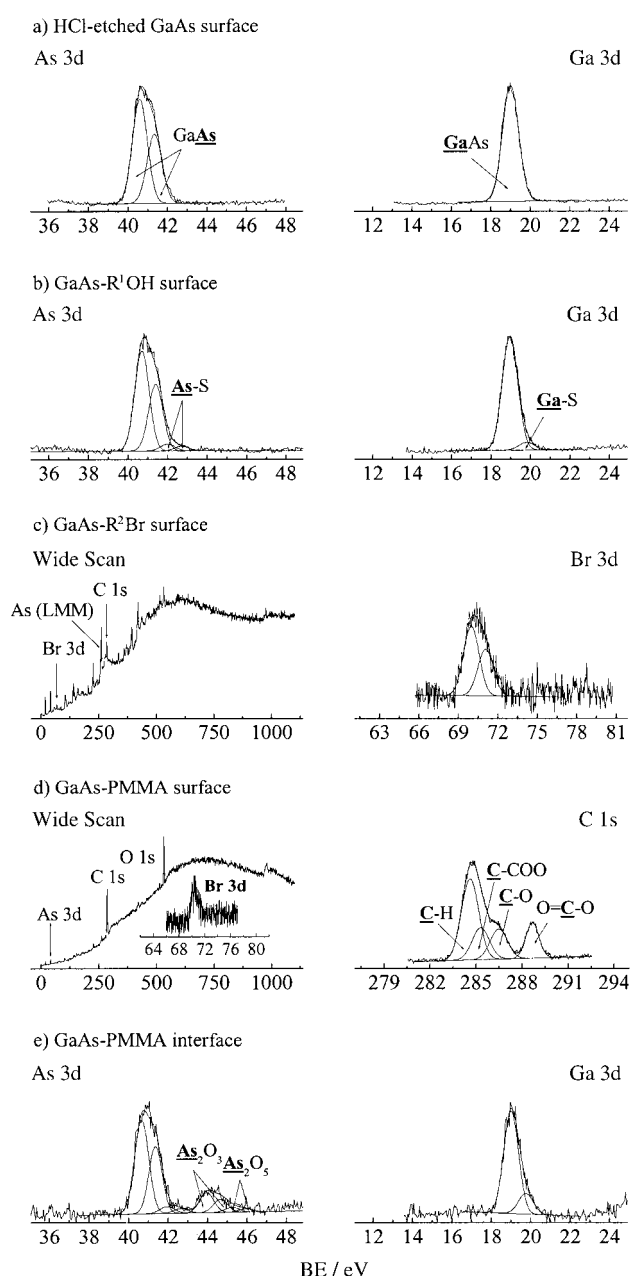 a) HCl-etched GaAs surface
As 3d Ga 3d
GaAs
GaAs
36 38 40 42 44 46 48
12 14 16 18 20 22 24
b) GaAs-R¹OH surface
As 3d Ga 3d
As-S
Ga-S
36 38 40 42 44 46 48
12 14 16 18 20 22 24
c) GaAs-R²Br surface
Wide Scan Br 3d
C 1s
As (LMM)
Br 3d
0 250 500 750 1000
63 66 69 72 75 78 81
d) GaAs-PMMA surface
Wide Scan C 1s
O 1s
C 1s
As 3d
Br 3d
64 68 72 76 80
C-COO
C-O
C-H
O=C-O
0 250 500 750 1000
279 282 285 288 291 294
e) GaAs-PMMA interface
As 3d Ga 3d
As₂O₃ As₂O₅
36 38 40 42 44 46 48
12 14 16 18 20 22 24
BE / eV